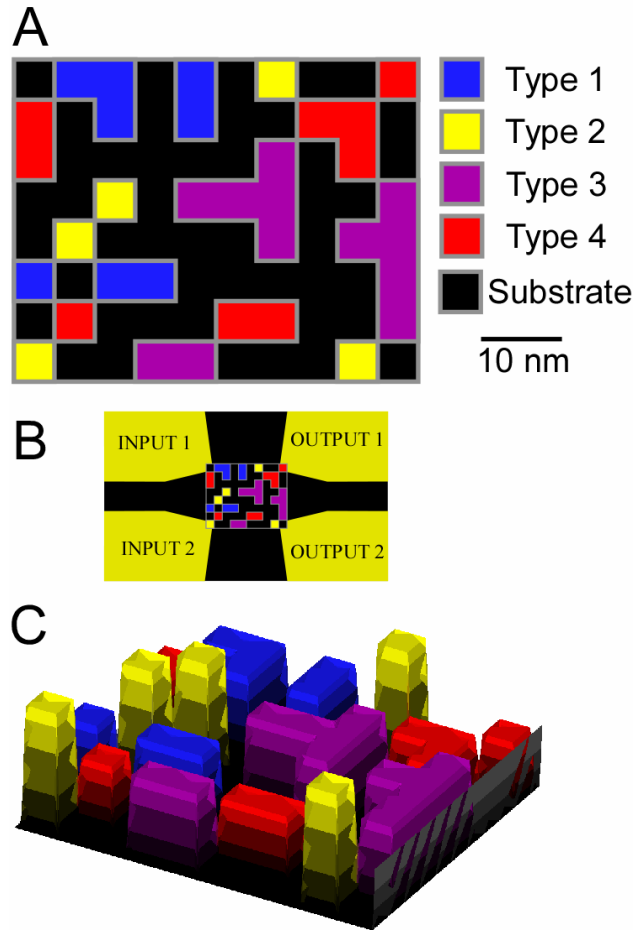 A
Type 1
Type 2
Type 3
Type 4
Substrate
10 nm
B
INPUT 1
OUTPUT 1
INPUT 2
OUTPUT 2
C